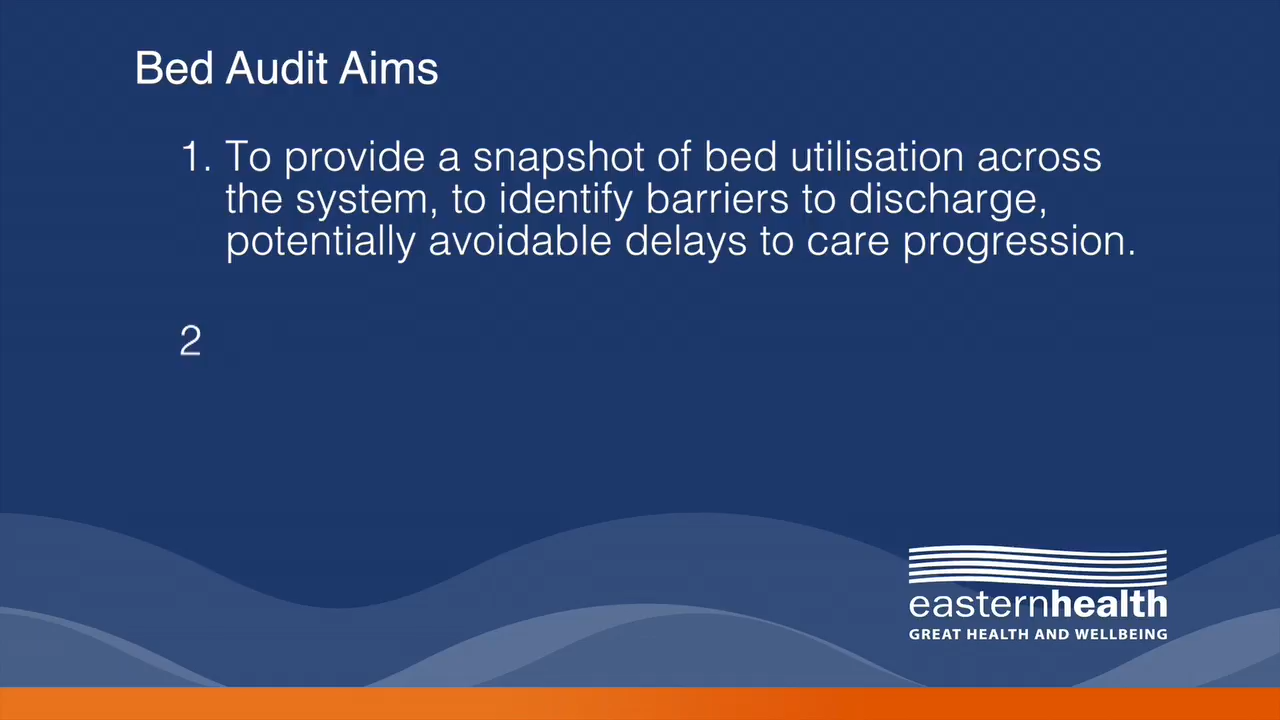 Bed Audit Aims
1. To provide a snapshot of bed utilisation across
the system, to identify barriers to discharge,
potentially avoidable delays to care progression.
2
easternhealth
GREAT HEALTH AND WELLBEING